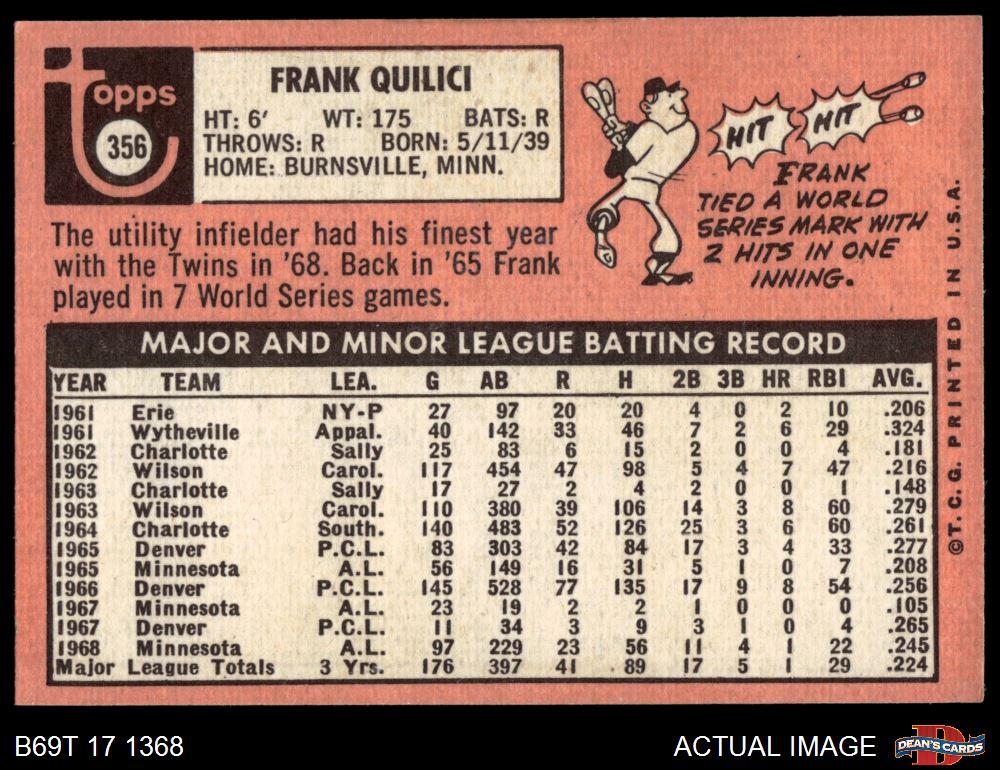 topps
356
FRANK QUILICI
HT: 6' WT: 175 BATS: R
THROWS: R BORN: 5/11/39
HOME: BURNSVILLE, MINN.
HIT HIT
FRANK
TIED A WORLD
SERIES MARK WITH
2 HITS IN ONE
INNING.
The utility infielder had his finest year
with the Twins in '68. Back in '65 Frank
played in 7 World Series games.
MAJOR AND MINOR LEAGUE BATTING RECORD
YEAR TEAM LEA. G AB R H 2B 3B HR RBI AVG.
1961 Erie NY-P 27 97 20 20 4 0 2 10 .206
1961 Wytheville Appal. 40 142 33 46 7 2 6 29 .324
1962 Charlotte Sally 25 83 6 15 2 0 0 4 .181
1962 Wilson Carol. 117 454 47 98 5 4 7 47 .216
1963 Charlotte Sally 17 27 2 4 2 0 0 1 .148
1963 Wilson Carol. 110 380 39 106 14 3 8 60 .279
1964 Charlotte South. 140 483 52 126 25 3 6 60 .261
1965 Denver P.C.L. 83 303 42 84 17 3 4 33 .277
1965 Minnesota A.L. 56 149 16 31 5 1 0 7 .208
1966 Denver P.C.L. 145 528 77 135 17 9 8 54 .256
1967 Minnesota A.L. 23 19 2 2 1 0 0 0 .105
1967 Denver P.C.L. 11 34 3 9 3 1 0 4 .265
1968 Minnesota A.L. 97 229 23 56 11 4 1 22 .245
Major League Totals 3 Yrs. 176 397 41 89 17 5 1 29 .224
©T.C.G. PRINTED IN U.S.A.
B69T 17 1368
ACTUAL IMAGE
D
DEAN'S CARDS